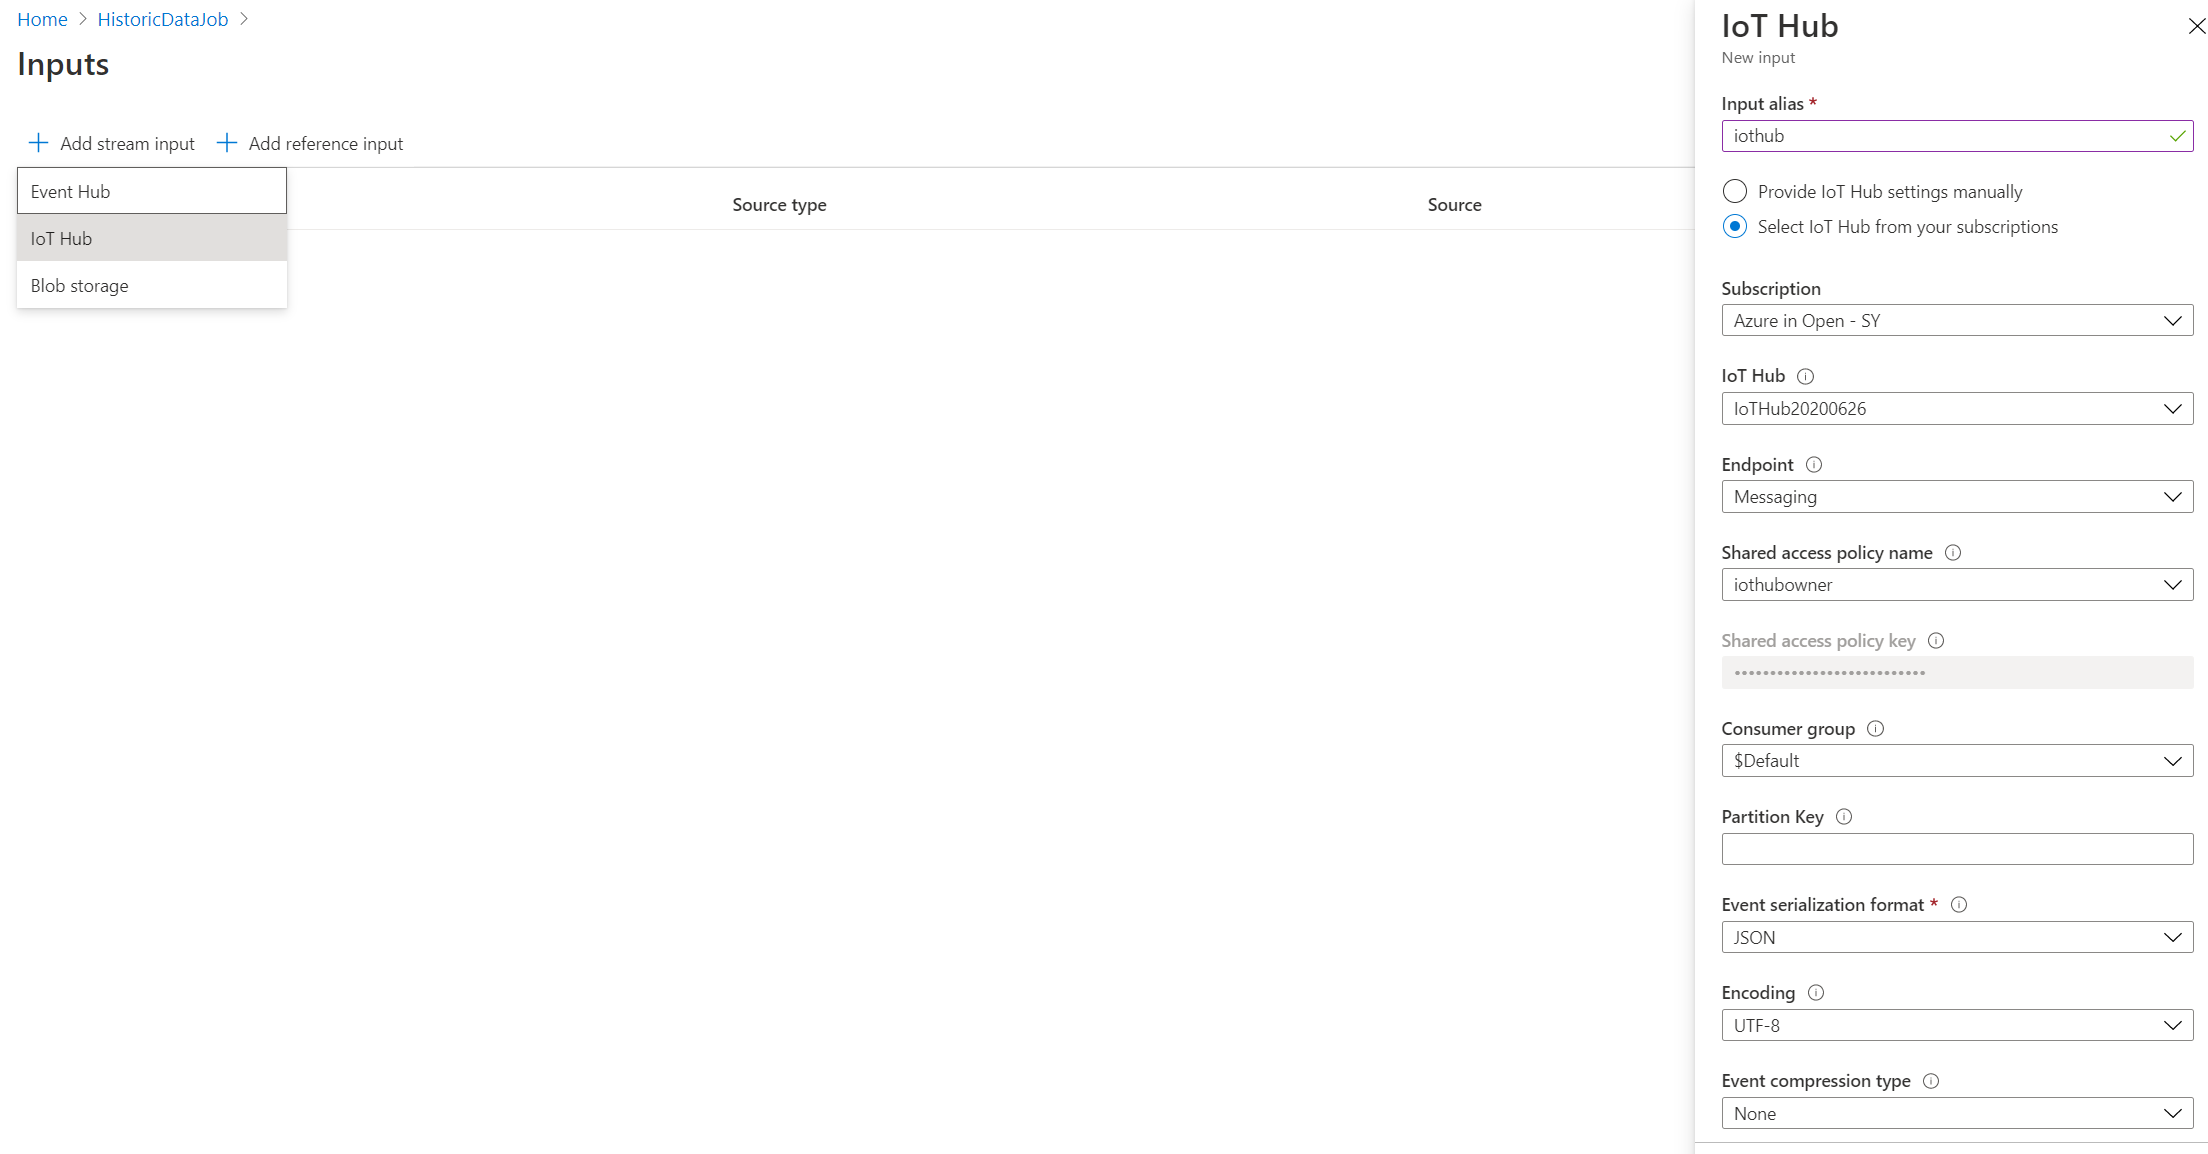 Home > HistoricDataJob >
Inputs
Add stream input
Add reference input
Event Hub
IoT Hub
Blob storage
Source type
Source
IoT Hub
New input
Input alias *
iothub
Provide IoT Hub settings manually
Select IoT Hub from your subscriptions
Subscription
Azure in Open - SY
IoT Hub
IoTHub20200626
Endpoint
Messaging
Shared access policy name
iothubowner
Shared access policy key
•••••••••••••••••••••••••••
Consumer group
$Default
Partition Key
Event serialization format *
JSON
Encoding
UTF-8
Event compression type
None